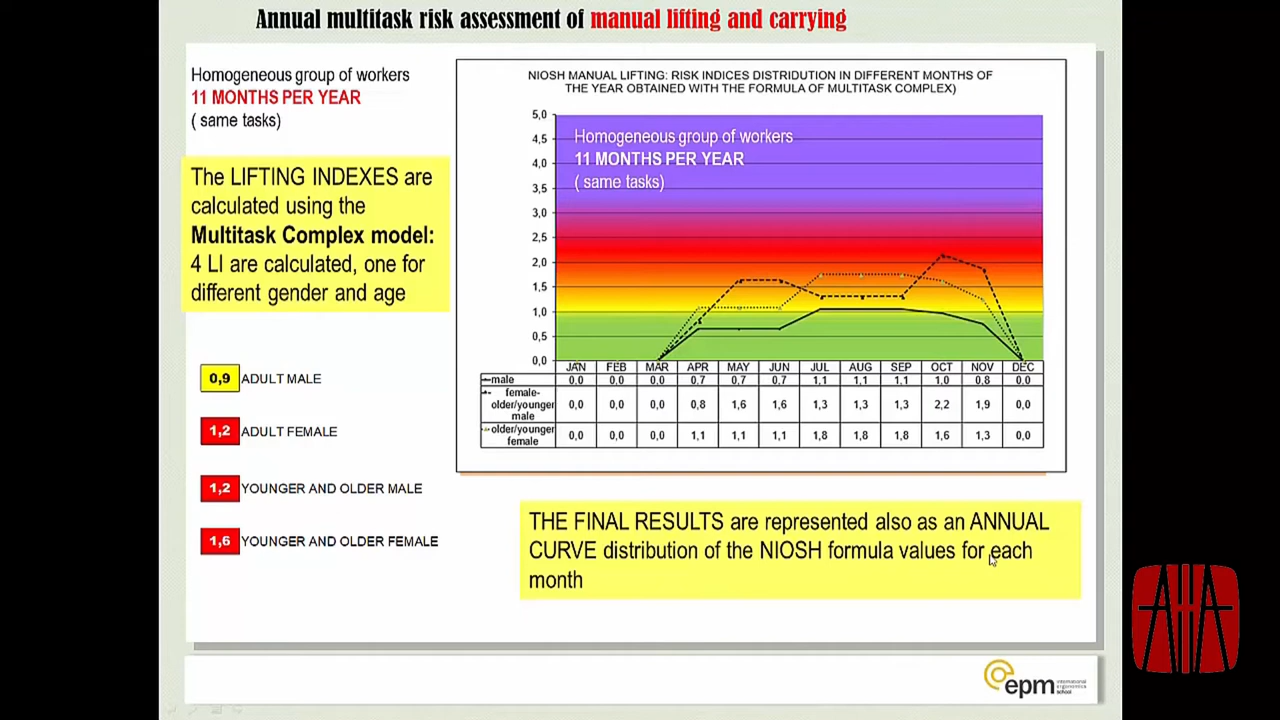 Annual multitask risk assessment of manual lifting and carrying
Homogeneous group of workers
11 MONTHS PER YEAR
( same tasks)
The LIFTING INDEXES are
calculated using the
Multitask Complex model:
4 LI are calculated, one for
different gender and age
0,9 ADULT MALE
1,2 ADULT FEMALE
1,2 YOUNGER AND OLDER MALE
1,6 YOUNGER AND OLDER FEMALE
NIOSH MANUAL LIFTING: RISK INDICES DISTRIBUTION IN DIFFERENT MONTHS OF
THE YEAR OBTAINED WITH THE FORMULA OF MULTITASK COMPLEX)
Homogeneous group of workers
11 MONTHS PER YEAR
( same tasks)
5,0
4,5
4,0
3,5
3,0
2,5
2,0
1,5
1,0
0,5
0,0
JAN FEB MAR APR MAY JUN JUL AUG SEP OCT NOV DEC
male 0,0 0,0 0,0 0,7 0,7 0,7 1,1 1,1 1,1 1,0 0,8 0,0
female-
older/younger
male
0,0 0,0 0,0 0,8 1,6 1,6 1,3 1,3 1,3 2,2 1,9 0,0
older/younger
female
0,0 0,0 0,0 1,1 1,1 1,1 1,8 1,8 1,8 1,6 1,3 0,0
THE FINAL RESULTS are represented also as an ANNUAL
CURVE distribution of the NIOSH formula values for each
month
epm international
ergonomics
school